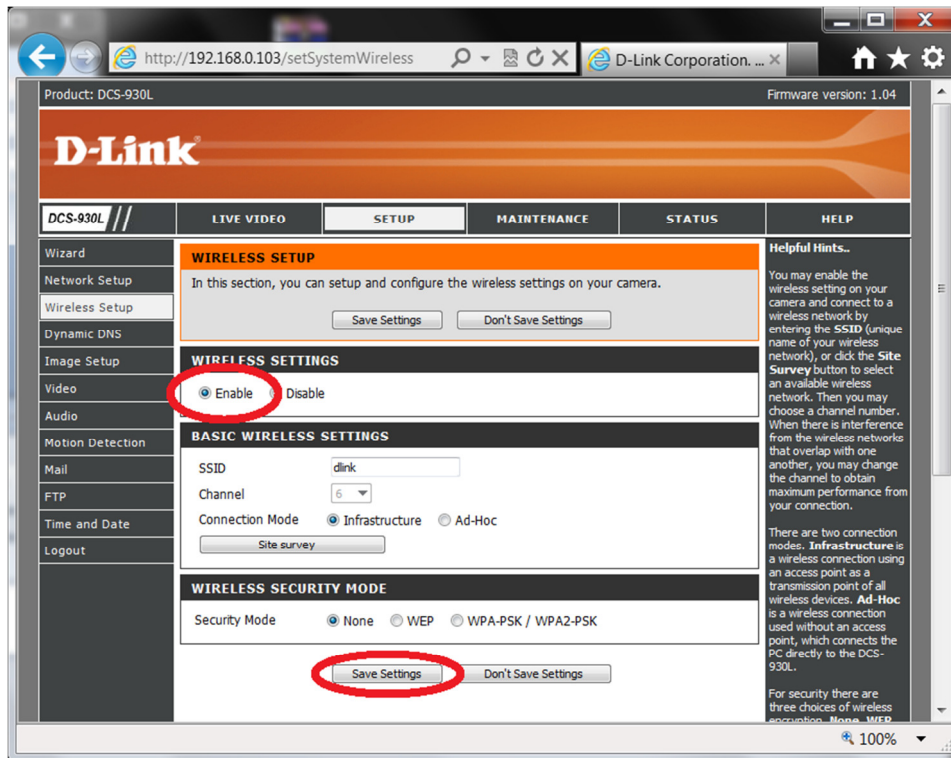 http://192.168.0.103/setSystemWireless
D-Link Corporation. ...
Product: DCS-930L
Firmware version: 1.04
D-Link®
DCS-930L
LIVE VIDEO
SETUP
MAINTENANCE
STATUS
HELP
Wizard
Network Setup
Wireless Setup
Dynamic DNS
Image Setup
Video
Audio
Motion Detection
Mail
FTP
Time and Date
Logout
WIRELESS SETUP
In this section, you can setup and configure the wireless settings on your camera.
Save Settings Don't Save Settings
WIRELESS SETTINGS
Enable Disable
BASIC WIRELESS SETTINGS
SSID dlink
Channel 6
Connection Mode Infrastructure Ad-Hoc
Site survey
WIRELESS SECURITY MODE
Security Mode None WEP WPA-PSK / WPA2-PSK
Save Settings Don't Save Settings
Helpful Hints..
You may enable the
wireless setting on your
camera and connect to a
wireless network by
entering the SSID (unique
name of your wireless
network), or click the Site
Survey button to select
an available wireless
network. Then you may
choose a channel number.
When there is interference
from the wireless networks
that overlap with one
another, you may change
the channel to obtain
maximum performance from
your connection.
There are two connection
modes. Infrastructure is
a wireless connection using
an access point as a
transmission point of all
wireless devices. Ad-Hoc
is a wireless connection
used without an access
point, which connects the
PC directly to the DCS-
930L.
For security there are
three choices of wireless
encryption. None, WEP
100%